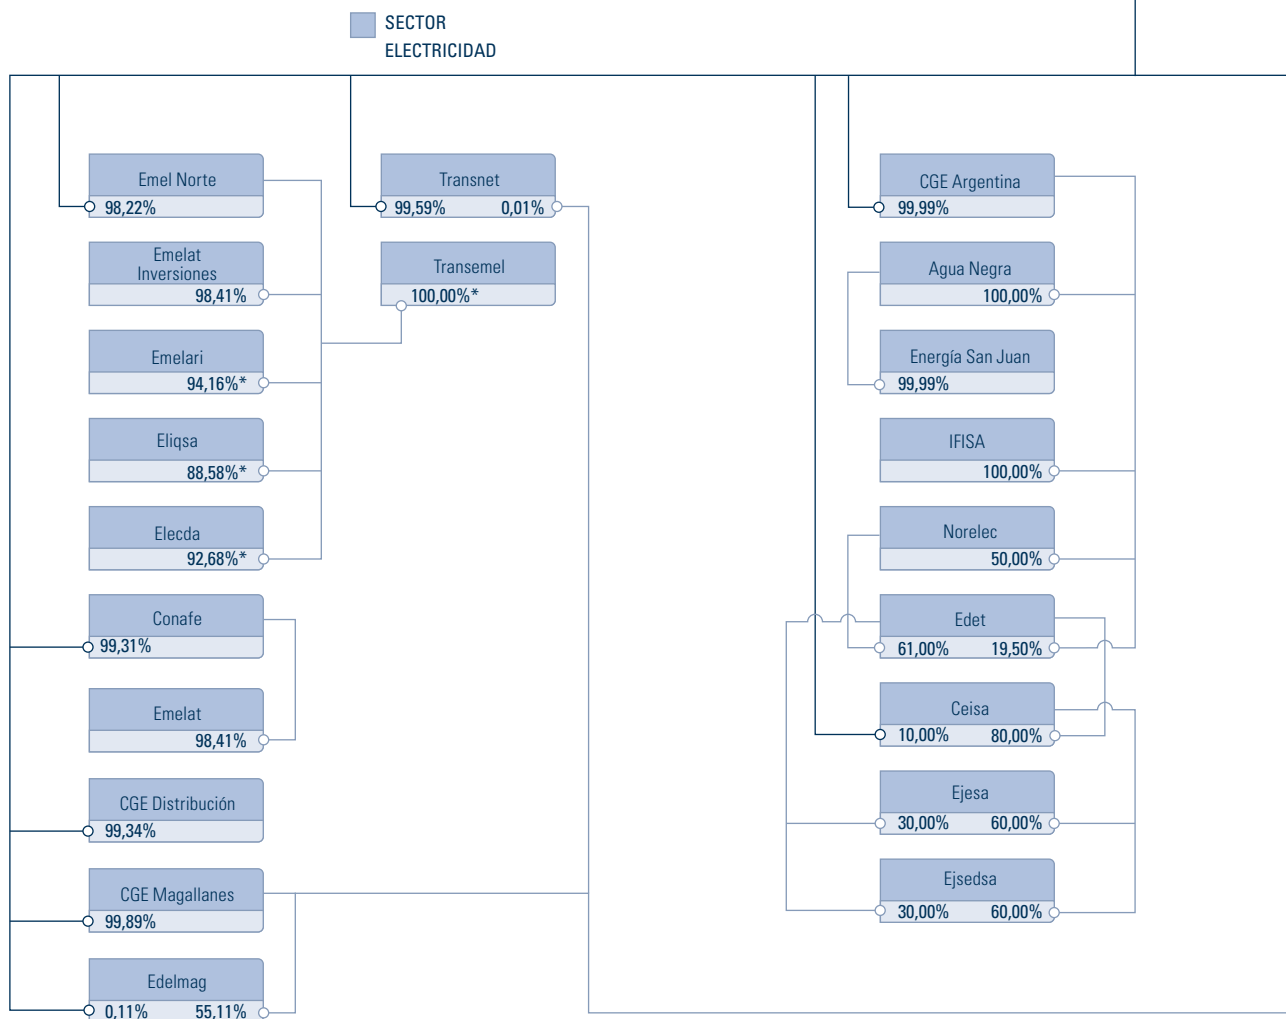 SECTOR
ELECTRICIDAD
Emel Norte
98,22%
Emelat
Inversiones
98,41%
Emelari
94,16%*
Eliqsa
88,58%*
Elecda
92,68%*
Conafe
99,31%
Emelat
98,41%
CGE Distribución
99,34%
CGE Magallanes
99,89%
Edelmag
0,11% 55,11%
Transnet
99,59% 0,01%
Transemel
100,00%*
CGE Argentina
99,99%
Agua Negra
100,00%
Energía San Juan
99,99%
IFISA
100,00%
Norelec
50,00%
Edet
61,00% 19,50%
Ceisa
10,00% 80,00%
Ejesa
30,00% 60,00%
Ejsedsa
30,00% 60,00%